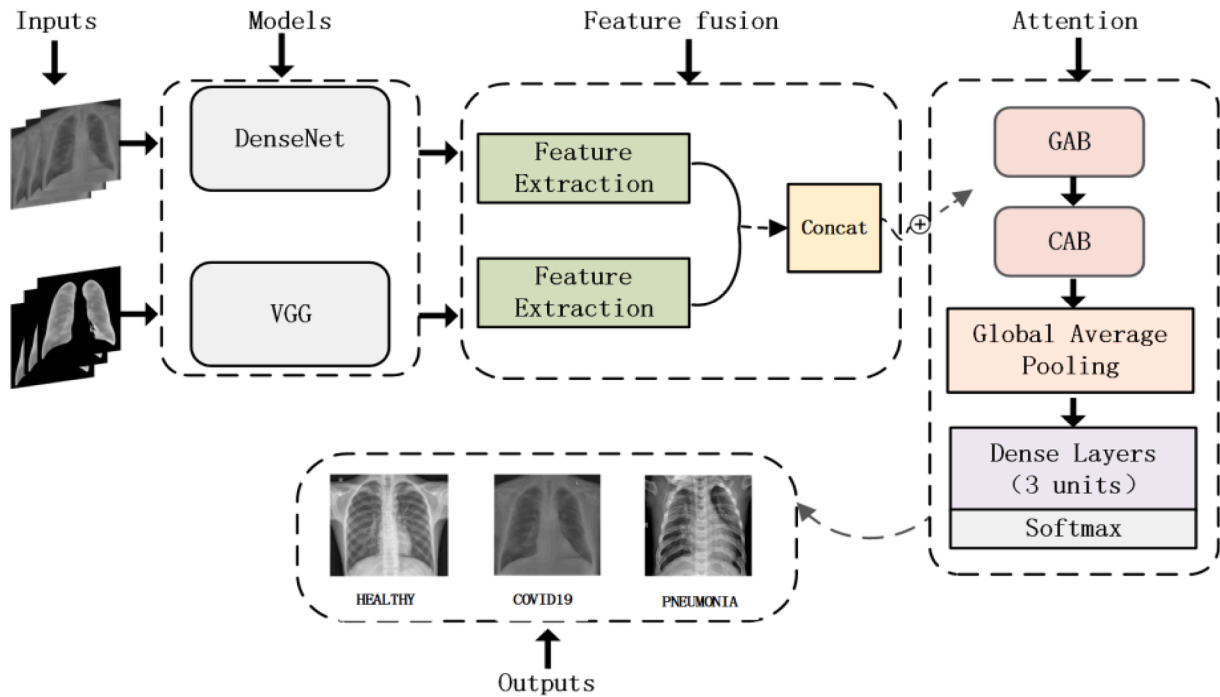 Inputs
Models
Feature fusion
Attention
DenseNet
VGG
Feature
Extraction
Feature
Extraction
Concat
GAB
CAB
Global Average
Pooling
Dense Layers
(3 units)
Softmax
HEALTHY
COVID19
PNEUMONIA
Outputs